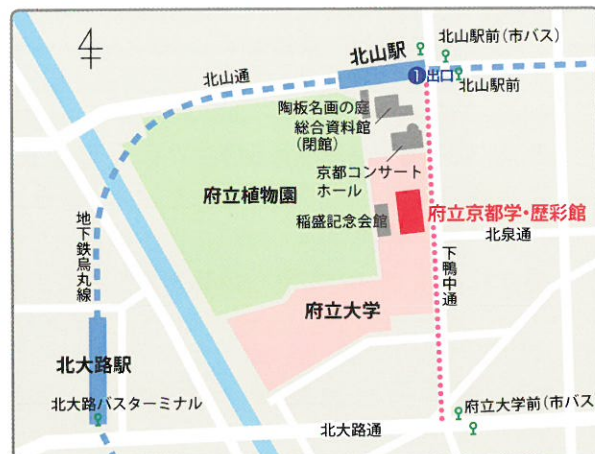 北山駅前（市バス）
北山駅
北山通
①出口
北山駅前
陶板名画の庭
総合資料館
（閉館）
京都コンサート
ホール
府立植物園
稲盛記念会館
府立京都学・歴彩館
北泉通
地下鉄烏丸線
下鴨中通
府立大学
北大路駅
北大路バスターミナル
府立大学前（市バス）
北大路通